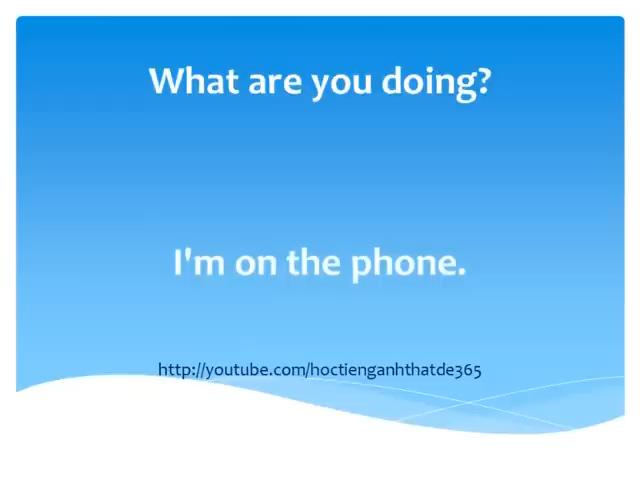 What are you doing?
I'm on the phone.
http://youtube.com/hoctienganhthatde365